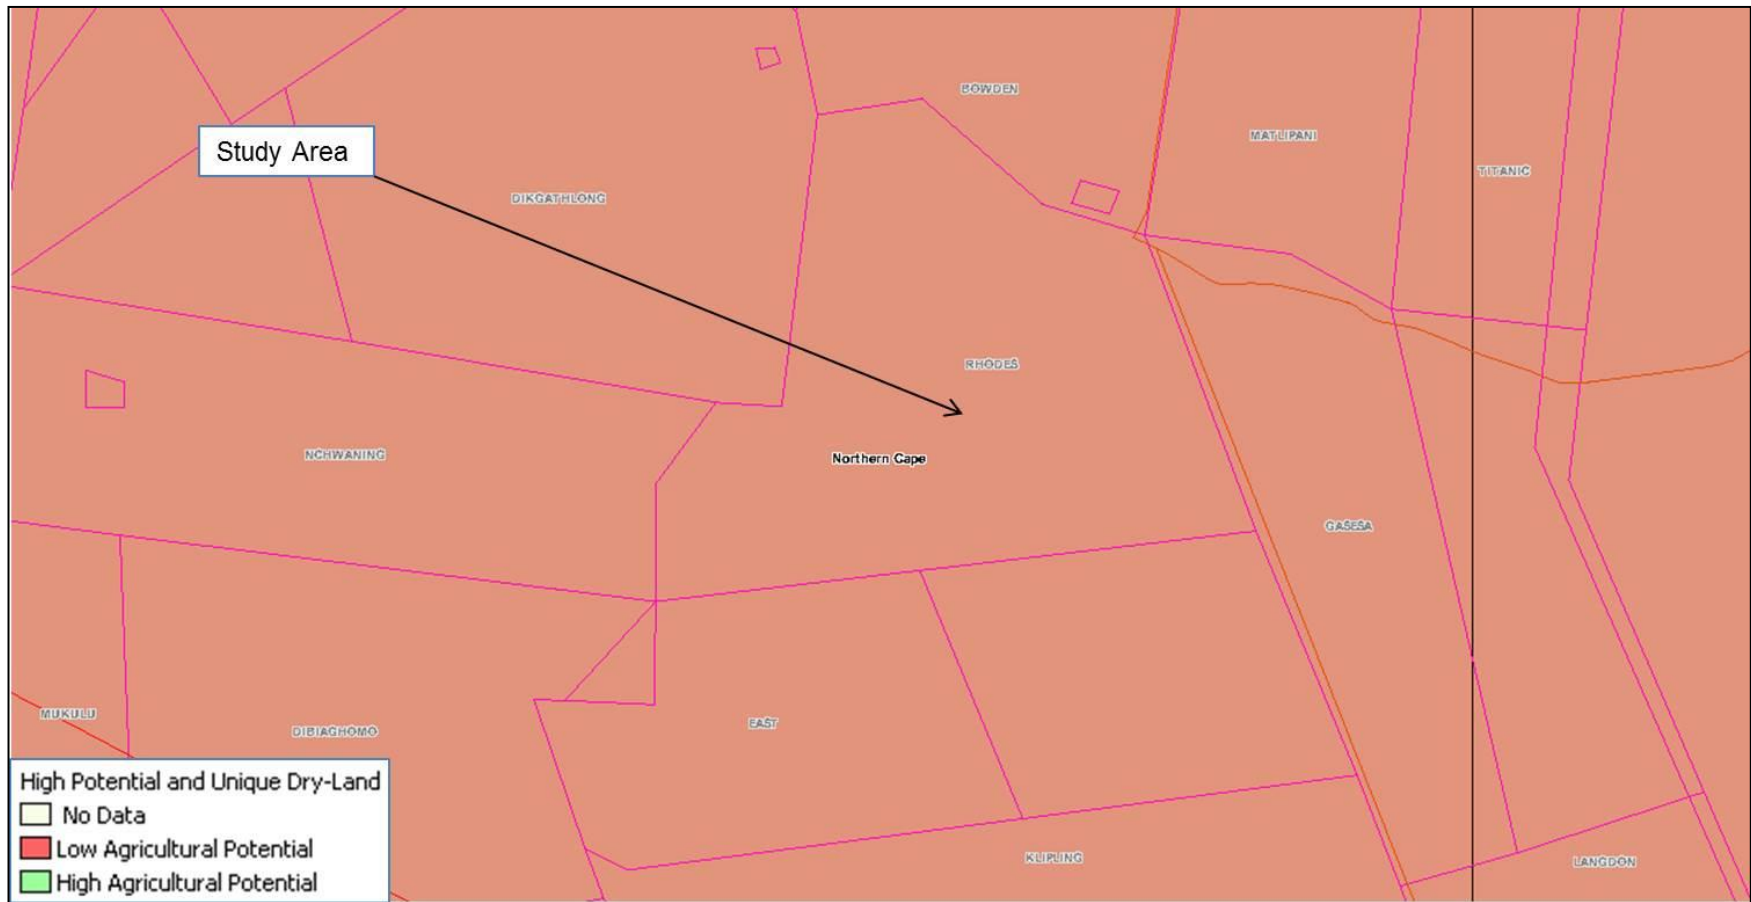 BOWDEN
MATLIPANI
Study Area
TITANIC
DIKGATHLONG
RHODES
NCHWANING
Northern Cape
GASESA
MUKULU
EAST
DIBIAGHOMO
High Potential and Unique Dry-Land
No Data
Low Agricultural Potential
High Agricultural Potential
KLIPLING
LANGDON